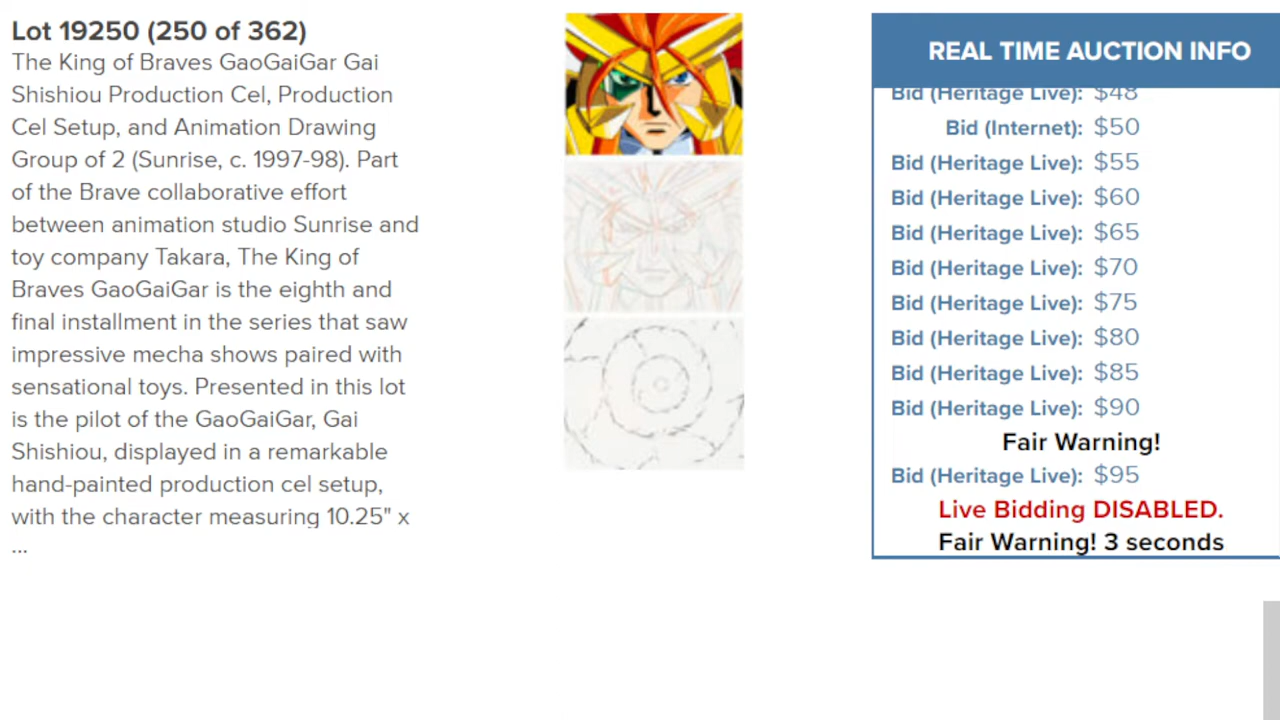 Lot 19250 (250 of 362)
The King of Braves GaoGaiGar Gai
Shishiou Production Cel, Production
Cel Setup, and Animation Drawing
Group of 2 (Sunrise, c. 1997-98). Part
of the Brave collaborative effort
between animation studio Sunrise and
toy company Takara, The King of
Braves GaoGaiGar is the eighth and
final installment in the series that saw
impressive mecha shows paired with
sensational toys. Presented in this lot
is the pilot of the GaoGaiGar, Gai
Shishiou, displayed in a remarkable
hand-painted production cel setup,
with the character measuring 10.25" x
...
REAL TIME AUCTION INFO
Bid (Heritage Live): $48
Bid (Internet): $50
Bid (Heritage Live): $55
Bid (Heritage Live): $60
Bid (Heritage Live): $65
Bid (Heritage Live): $70
Bid (Heritage Live): $75
Bid (Heritage Live): $80
Bid (Heritage Live): $85
Bid (Heritage Live): $90
Fair Warning!
Bid (Heritage Live): $95
Live Bidding DISABLED.
Fair Warning! 3 seconds